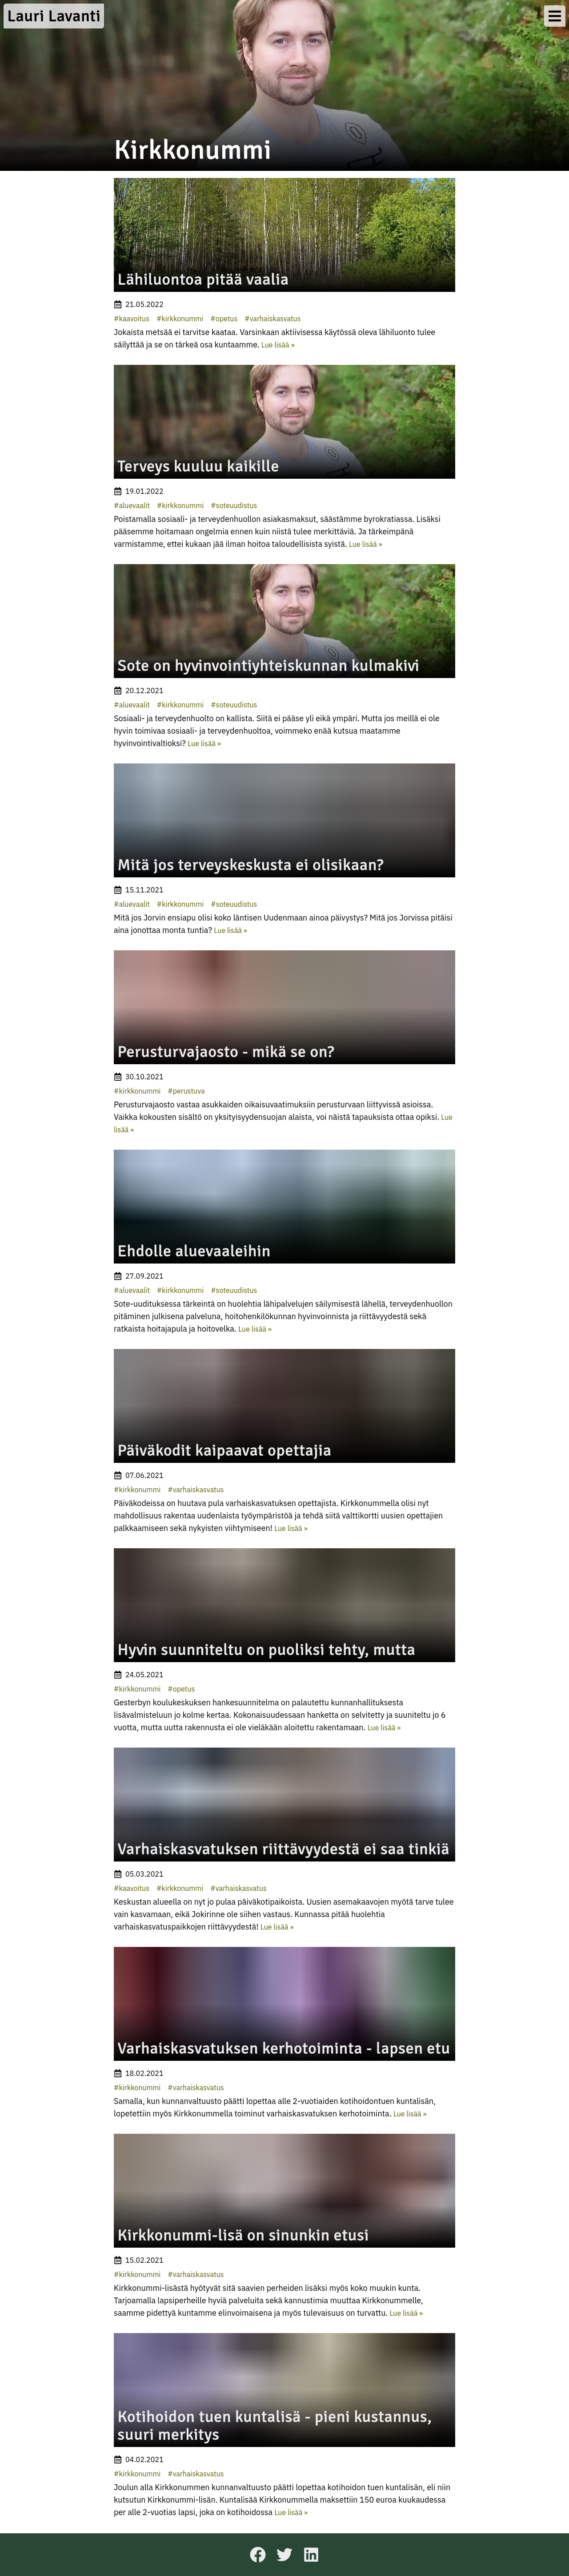 Lauri Lavanti
Kirkkonummi
Lähiluontoa pitää vaalia
21.05.2022
#kaavoitus #kirkkonummi #opetus #varhaiskasvatus
Jokaista metsää ei tarvitse kaataa. Varsinkaan aktiivisessa käytössä oleva lähiluonto tulee
säilyttää ja se on tärkeä osa kuntaamme. Lue lisää »
Terveys kuuluu kaikille
19.01.2022
#aluevaalit #kirkkonummi #soteuudistus
Poistamalla sosiaali- ja terveydenhuollon asiakasmaksut, säästämme byrokratiassa. Lisäksi
pääsemme hoitamaan ongelmia ennen kuin niistä tulee merkittäviä. Ja tärkeimpänä
varmistamme, ettei kukaan jää ilman hoitoa taloudellisista syistä. Lue lisää »
Sote on hyvinvointiyhteiskunnan kulmakivi
20.12.2021
#aluevaalit #kirkkonummi #soteuudistus
Sosiaali- ja terveydenhuolto on kallista. Siitä ei pääse yli eikä ympäri. Mutta jos meillä ei ole
hyvin toimivaa sosiaali- ja terveydenhuoltoa, voimmeko enää kutsua maatamme
hyvinvointivaltioksi? Lue lisää »
Mitä jos terveyskeskusta ei olisikaan?
15.11.2021
#aluevaalit #kirkkonummi #soteuudistus
Mitä jos Jorvin ensiapu olisi koko läntisen Uudenmaan ainoa päivystys? Mitä jos Jorvissa pitäisi
aina jonottaa monta tuntia? Lue lisää »
Perusturvajaosto - mikä se on?
30.10.2021
#kirkkonummi #perustuva
Perusturvajaosto vastaa asukkaiden oikaisuvaatimuksiin perusturvaan liittyvissä asioissa.
Vaikka kokousten sisältö on yksityisyydensuojan alaista, voi näistä tapauksista ottaa opiksi. Lue
lisää »
Ehdolle aluevaaleihin
27.09.2021
#aluevaalit #kirkkonummi #soteuudistus
Sote-uudituksessa tärkeintä on huolehtia lähipalvelujen säilymisestä lähellä, terveydenhuollon
pitäminen julkisena palveluna, hoitohenkilökunnan hyvinvoinnista ja riittävyydestä sekä
ratkaista hoitajapula ja hoitovelka. Lue lisää »
Päiväkodit kaipaavat opettajia
07.06.2021
#kirkkonummi #varhaiskasvatus
Päiväkodeissa on huutava pula varhaiskasvatuksen opettajista. Kirkkonummella olisi nyt
mahdollisuus rakentaa uudenlaista työympäristöä ja tehdä siitä valttikortti uusien opettajien
palkkaamiseen sekä nykyisten viihtymiseen! Lue lisää »
Hyvin suunniteltu on puoliksi tehty, mutta
24.05.2021
#kirkkonummi #opetus
Gesterbyn koulukeskuksen hankesuunnitelma on palautettu kunnanhallituksesta
lisävalmisteluun jo kolme kertaa. Kokonaisuudessaan hanketta on selvitetty ja suuniteltu jo 6
vuotta, mutta uutta rakennusta ei ole vieläkään aloitettu rakentamaan. Lue lisää »
Varhaiskasvatuksen riittävyydestä ei saa tinkiä
05.03.2021
#kaavoitus #kirkkonummi #varhaiskasvatus
Keskustan alueella on nyt jo pulaa päiväkotipaikoista. Uusien asemakaavojen myötä tarve tulee
vain kasvamaan, eikä Jokirinne ole siihen vastaus. Kunnassa pitää huolehtia
varhaiskasvatuspaikkojen riittävyydestä! Lue lisää »
Varhaiskasvatuksen kerhotoiminta - lapsen etu
18.02.2021
#kirkkonummi #varhaiskasvatus
Samalla, kun kunnanvaltuusto päätti lopettaa alle 2-vuotiaiden kotihoidontuen kuntalisän,
lopetettiin myös Kirkkonummella toiminut varhaiskasvatuksen kerhotoiminta. Lue lisää »
Kirkkonummi-lisä on sinunkin etusi
15.02.2021
#kirkkonummi #varhaiskasvatus
Kirkkonummi-lisästä hyötyvät sitä saavien perheiden lisäksi myös koko muukin kunta.
Tarjoamalla lapsiperheille hyviä palveluita sekä kannustimia muuttaa Kirkkonummelle,
saamme pidettyä kuntamme elinvoimaisena ja myös tulevaisuus on turvattu. Lue lisää »
Kotihoidon tuen kuntalisä - pieni kustannus,
suuri merkitys
04.02.2021
#kirkkonummi #varhaiskasvatus
Joulun alla Kirkkonummen kunnanvaltuusto päätti lopettaa kotihoidon tuen kuntalisän, eli niin
kutsutun Kirkkonummi-lisän. Kuntalisää Kirkkonummella maksettiin 150 euroa kuukaudessa
per alle 2-vuotias lapsi, joka on kotihoidossa Lue lisää »